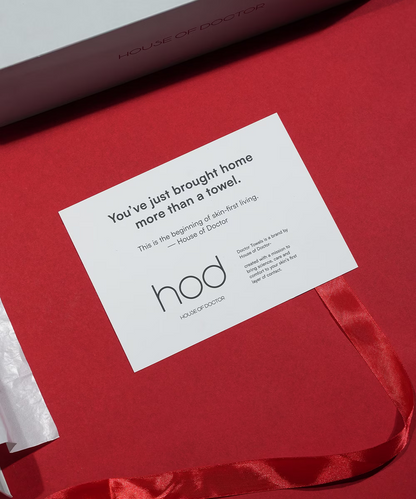 HOUSE OF DOCTOR
You've just brought home
more than a towel.
This is the beginning of skin-first living.
— House of Doctor
hod
HOUSE OF DOCTOR
Doctor Towels is a brand by
House of Doctor-
created with a mission to
bring science, care and
comfort to your skin's first
layer of contact.